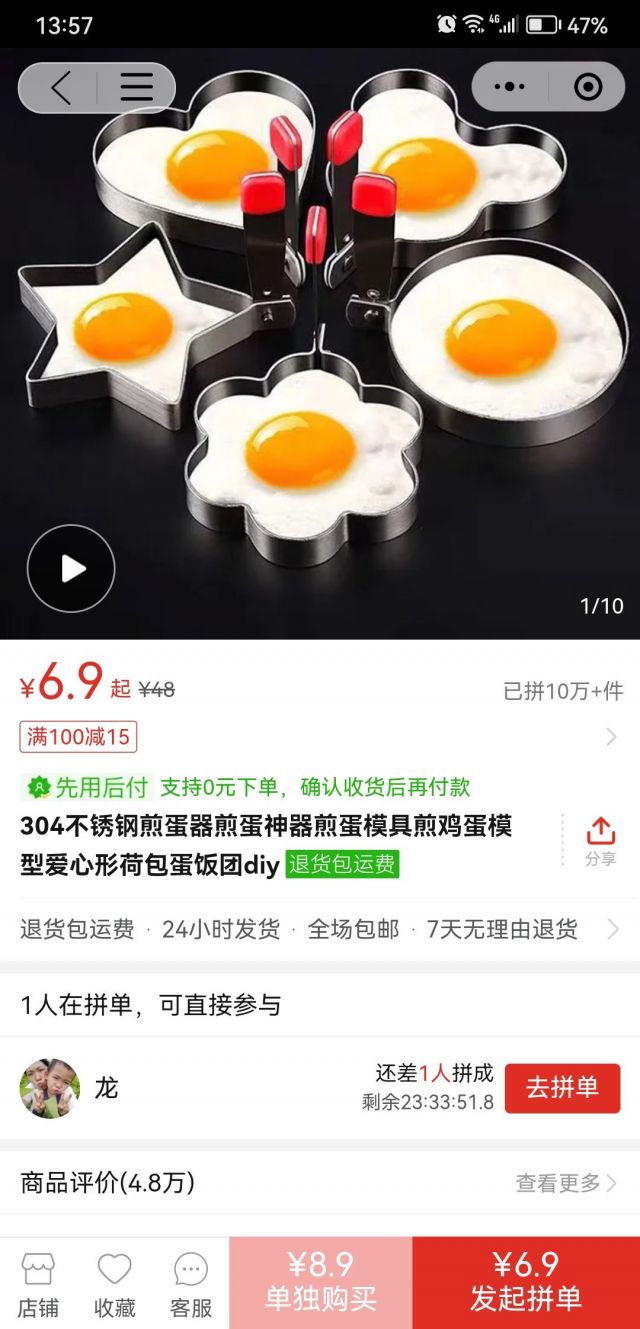 13:57
4G
47%
1/10
¥6.9起 ¥48
已拼10万+件
满100减15
先用后付 支持0元下单，确认收货后再付款
304不锈钢煎蛋器煎蛋神器煎蛋模具煎鸡蛋模
型爱心形荷包蛋饭团diy 退货包运费
分享
退货包运费 · 24小时发货 · 全场包邮 · 7天无理由退货
1人在拼单，可直接参与
龙
还差1人拼成
剩余23:33:51.8
去拼单
商品评价(4.8万)
查看更多
店铺
收藏
客服
¥8.9
单独购买
¥6.9
发起拼单